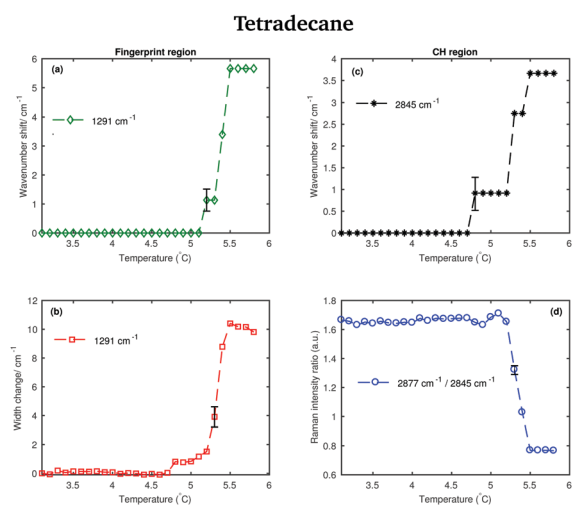 Tetradecane
Fingerprint region
(a)
1291 cm-1
Wavenumber shift/ cm-1
6
5
4
3
2
1
0
3.5 4 4.5 5 5.5 6
Temperature (°C)
CH region
(c)
2845 cm-1
Wavenumber shift/ cm-1
4
3.5
3
2.5
2
1.5
1
0.5
0
3.5 4 4.5 5 5.5 6
Temperature (°C)
(b)
1291 cm-1
Width change/ cm-1
12
10
8
6
4
2
0
3.5 4 4.5 5 5.5 6
Temperature (°C)
(d)
2877 cm-1 / 2845 cm-1
Raman intensity ratio (a.u.)
1.8
1.6
1.4
1.2
1
0.8
0.6
3.5 4 4.5 5 5.5 6
Temperature (°C)